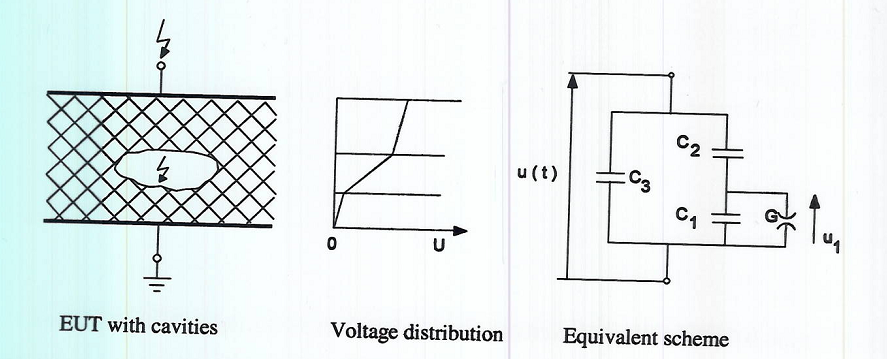 u(t)
C3
C2
C1
G
u1
0
U
EUT with cavities
Voltage distribution
Equivalent scheme